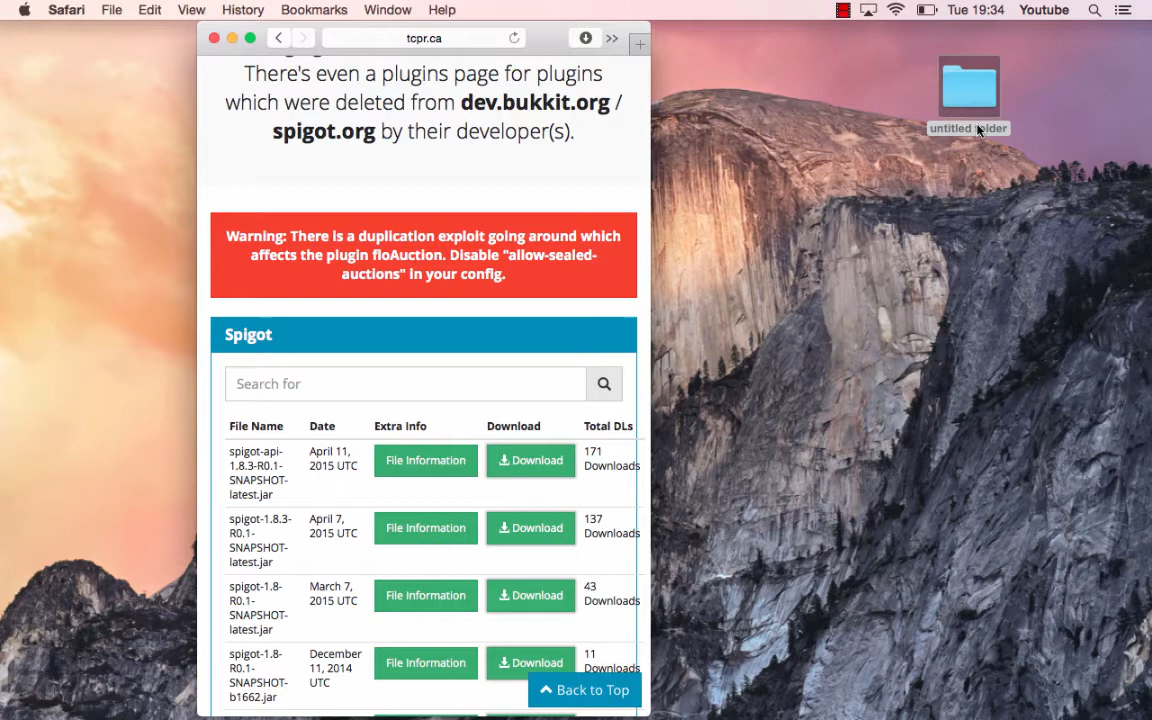 Safari File Edit View History Bookmarks Window Help Tue 19:34 Youtube
tcpr.ca
There's even a plugins page for plugins
which were deleted from dev.bukkit.org /
spigot.org by their developer(s).
Warning: There is a duplication exploit going around which
affects the plugin floAuction. Disable "allow-sealed-
auctions" in your config.
Spigot
Search for
File Name Date Extra Info Download Total DLs
spigot-api-
1.8.3-R0.1-
SNAPSHOT-
latest.jar
April 11,
2015 UTC
File Information
Download
171
Downloads
spigot-1.8.3-
R0.1-
SNAPSHOT-
latest.jar
April 7,
2015 UTC
File Information
Download
137
Downloads
spigot-1.8-
R0.1-
SNAPSHOT-
latest.jar
March 7,
2015 UTC
File Information
Download
43
Downloads
spigot-1.8-
R0.1-
SNAPSHOT-
b1662.jar
December
11, 2014
UTC
File Information
Download
11
Downloads
Back to Top
untitled folder